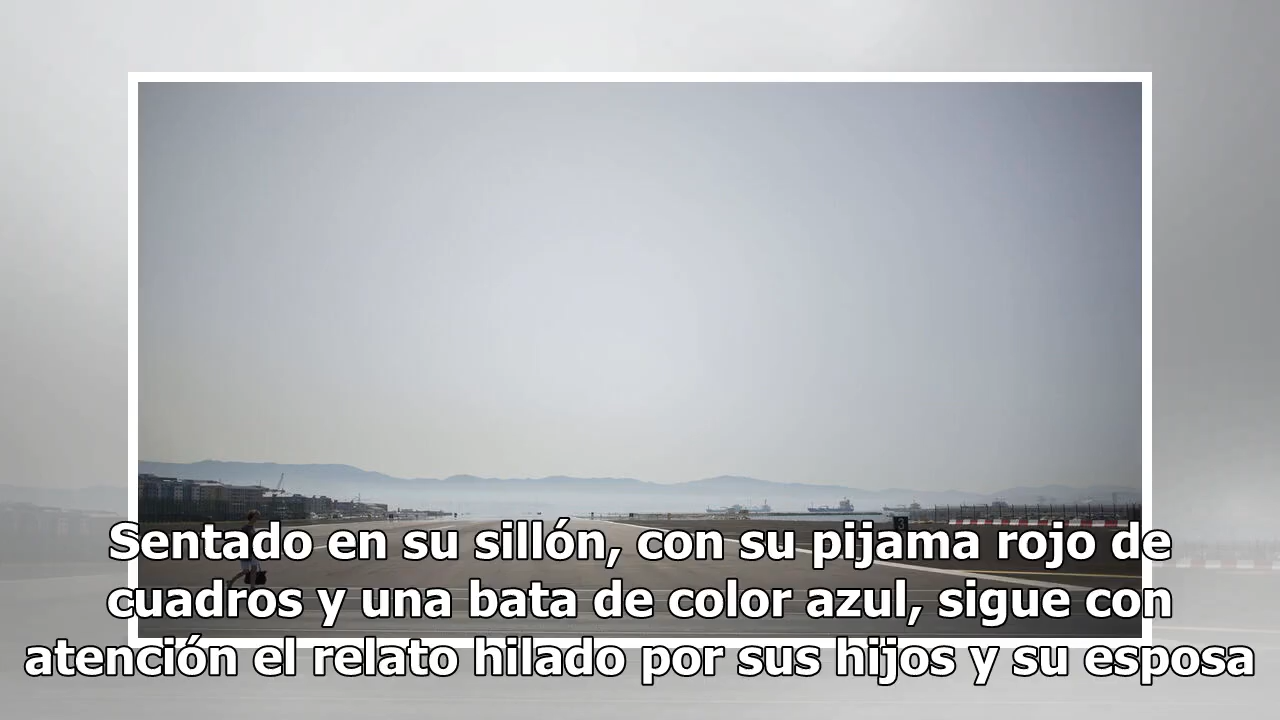 3
Sentado en su sillón, con su pijama rojo de
cuadros y una bata de color azul, sigue con
atención el relato hilado por sus hijos y su esposa